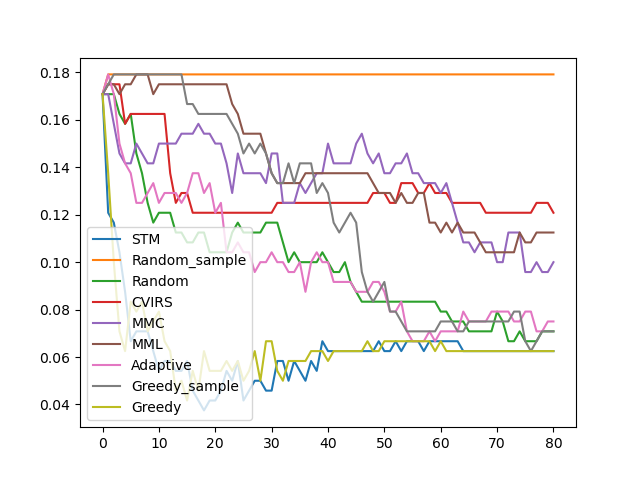 0.18
0.16
0.14
0.12
0.10
0.08
0.06
0.04
STM
Random_sample
Random
CVIRS
MMC
MML
Adaptive
Greedy_sample
Greedy
0 10 20 30 40 50 60 70 80